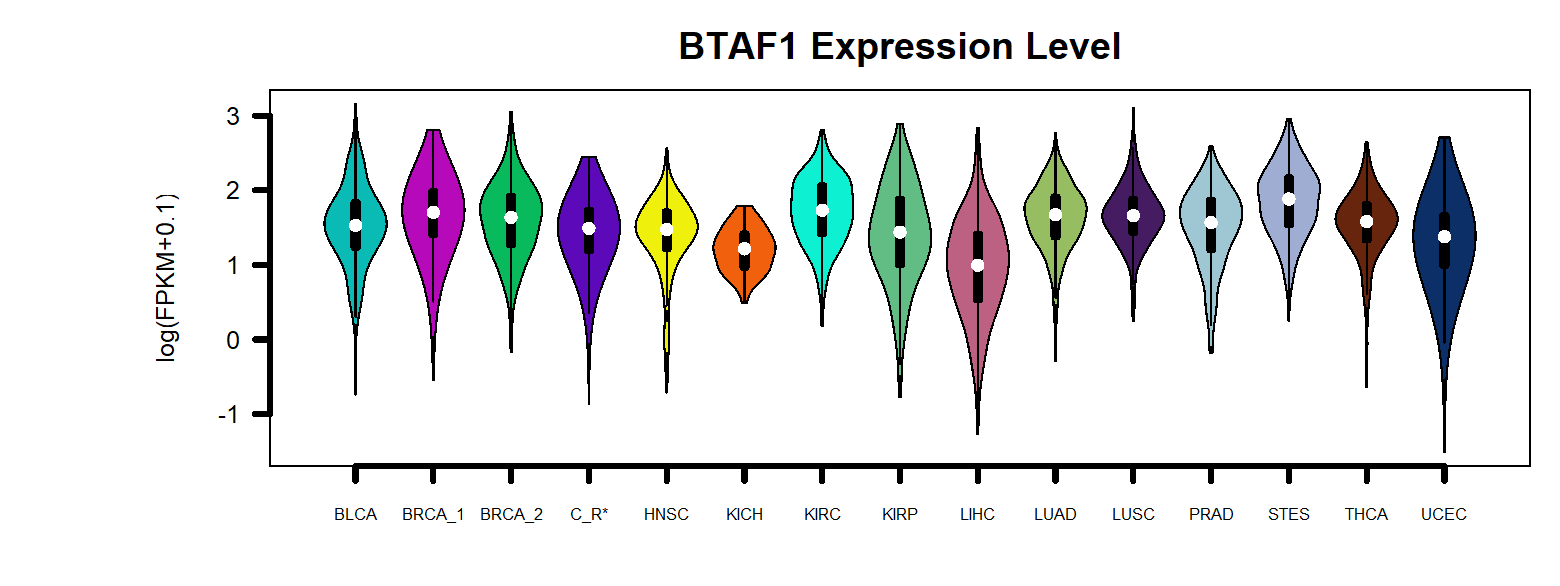 BTAF1 Expression Level
log(FPKM+0.1)
3
2
1
0
-1
BLCA BRCA_1 BRCA_2 C_R* HNSC KICH KIRC KIRP LIHC LUAD LUSC PRAD STES THCA UCEC